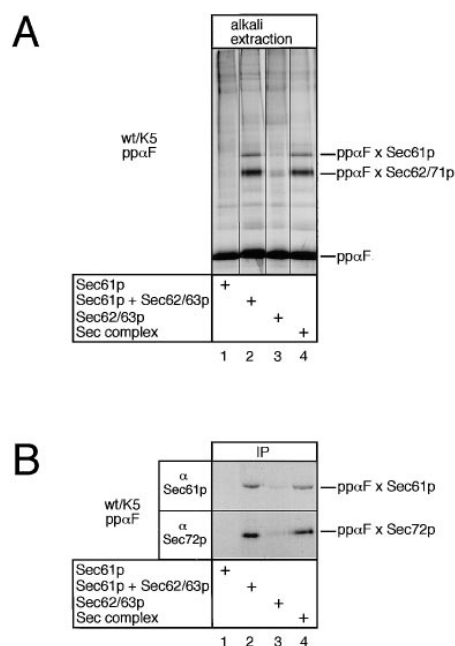 A
alkali
extraction
wt/K5
ppαF
ppαF x Sec61p
ppαF x Sec62/71p
ppαF
Sec61p +
Sec61p + Sec62/63p +
Sec62/63p +
Sec complex +
1 2 3 4
B
IP
α
Sec61p
ppαF x Sec61p
wt/K5
ppαF
α
Sec72p
ppαF x Sec72p
Sec61p +
Sec61p + Sec62/63p +
Sec62/63p +
Sec complex +
1 2 3 4